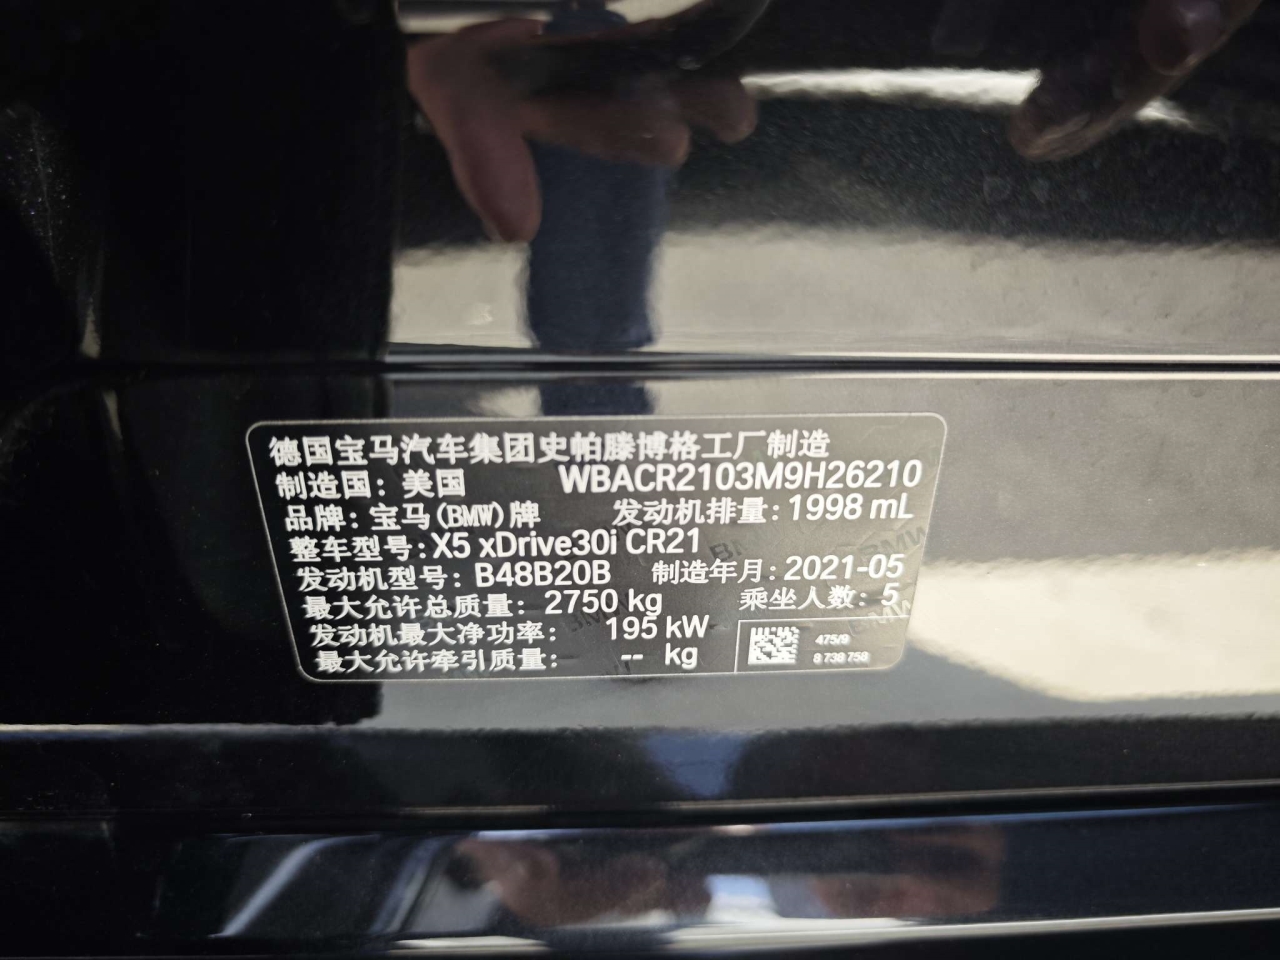 德国宝马汽车集团史帕滕博格工厂制造
制造国：美国 WBACR2103M9H26210
品牌：宝马(BMW)牌 发动机排量：1998 mL
整车型号：X5 xDrive30i CR21
发动机型号：B48B20B 制造年月：2021-05
最大允许总质量：2750 kg 乘坐人数：5
发动机最大净功率：195 kW
最大允许牵引质量：-- kg
475/9
8 738 758